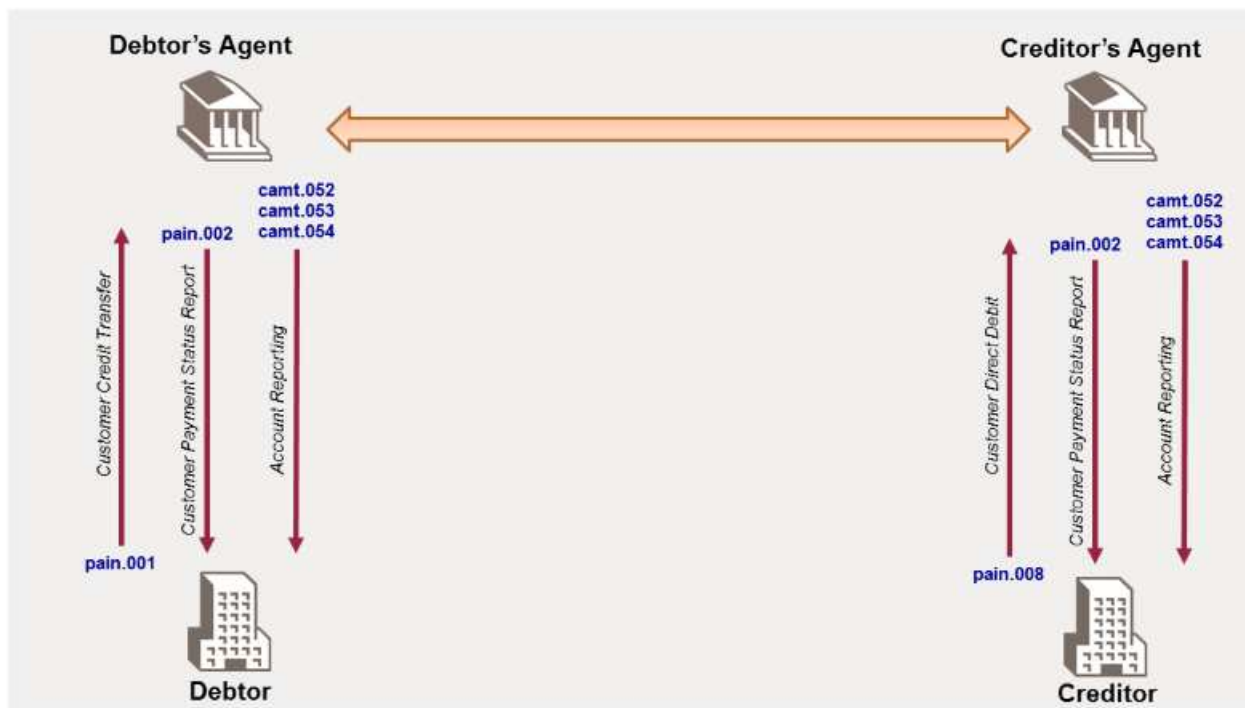 Debtor's Agent
Creditor's Agent
camt.052
camt.053
camt.054
pain.002
Customer Credit Transfer
Customer Payment Status Report
Account Reporting
pain.001
Debtor
camt.052
camt.053
camt.054
pain.002
Customer Direct Debit
Customer Payment Status Report
Account Reporting
pain.008
Creditor